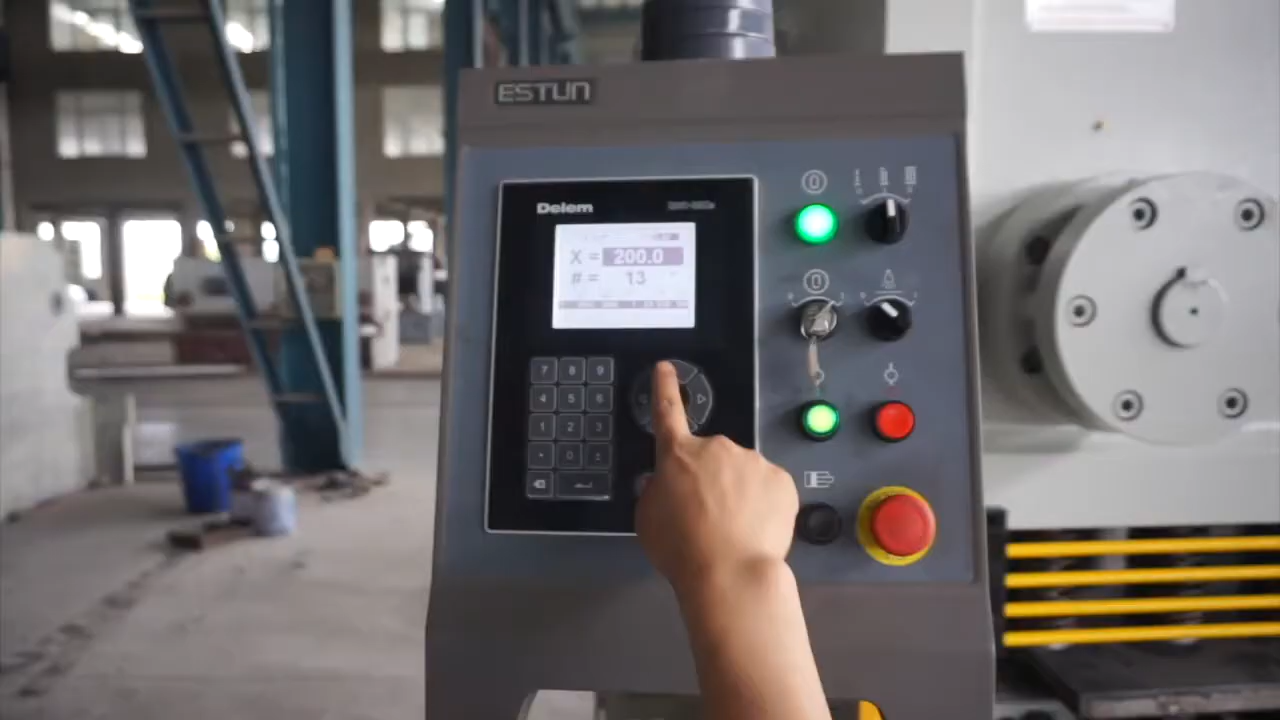 ESTUN
Delem
X = 200.0
# = 13
7 8 9
4 5 6
1 2 3
. 0 ±